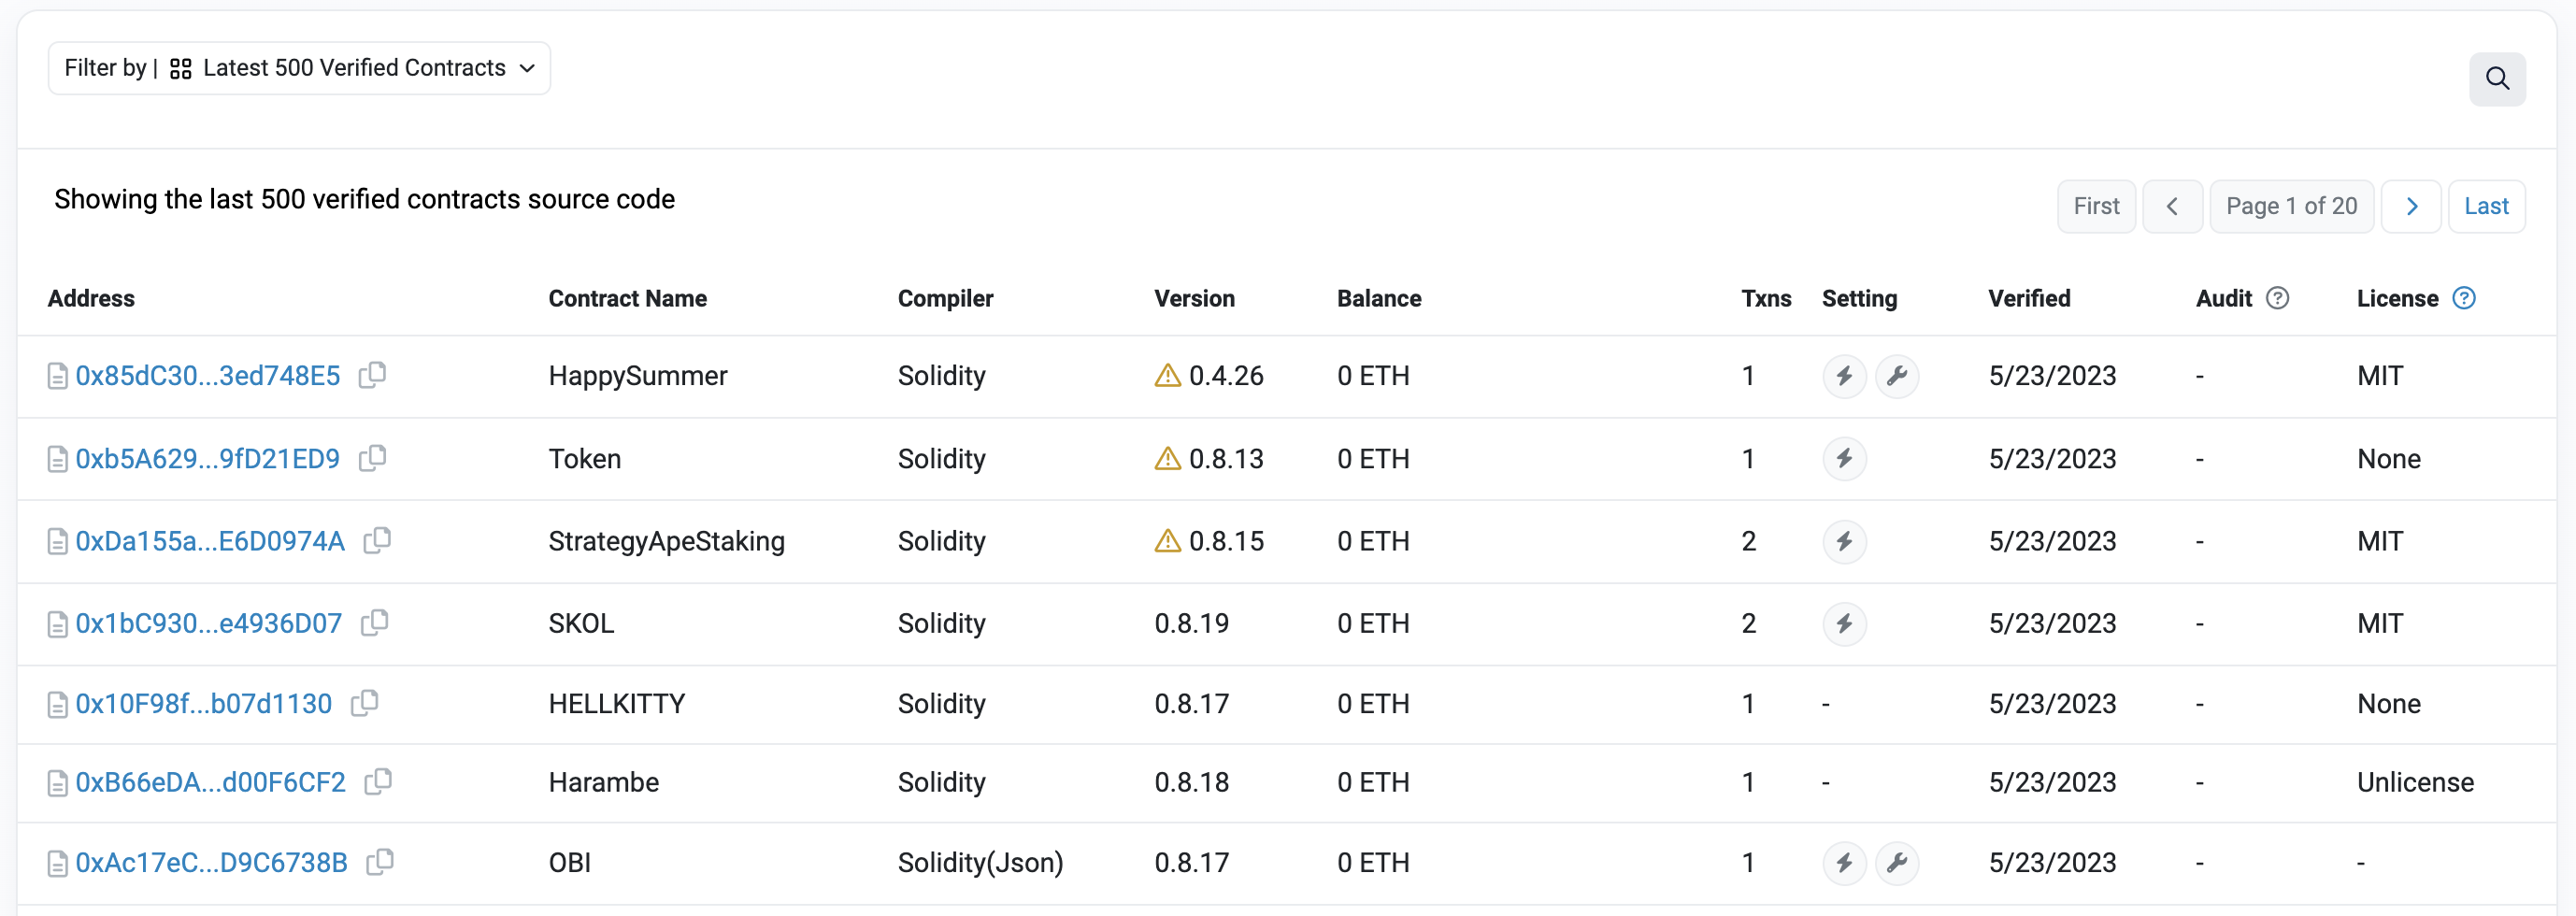 Filter by | Latest 500 Verified Contracts
Showing the last 500 verified contracts source code
First Page 1 of 20 Last
Address Contract Name Compiler Version Balance Txns Setting Verified Audit License
0x85dC30...3ed748E5 HappySummer Solidity 0.4.26 0 ETH 1 5/23/2023 - MIT
0xb5A629...9fD21ED9 Token Solidity 0.8.13 0 ETH 1 5/23/2023 - None
0xDa155a...E6D0974A StrategyApeStaking Solidity 0.8.15 0 ETH 2 5/23/2023 - MIT
0x1bC930...e4936D07 SKOL Solidity 0.8.19 0 ETH 2 5/23/2023 - MIT
0x10F98f...b07d1130 HELLKITTY Solidity 0.8.17 0 ETH 1 - 5/23/2023 - None
0xB66eDA...d00F6CF2 Harambe Solidity 0.8.18 0 ETH 1 - 5/23/2023 - Unlicense
0xAc17eC...D9C6738B OBI Solidity(Json) 0.8.17 0 ETH 1 5/23/2023 - -